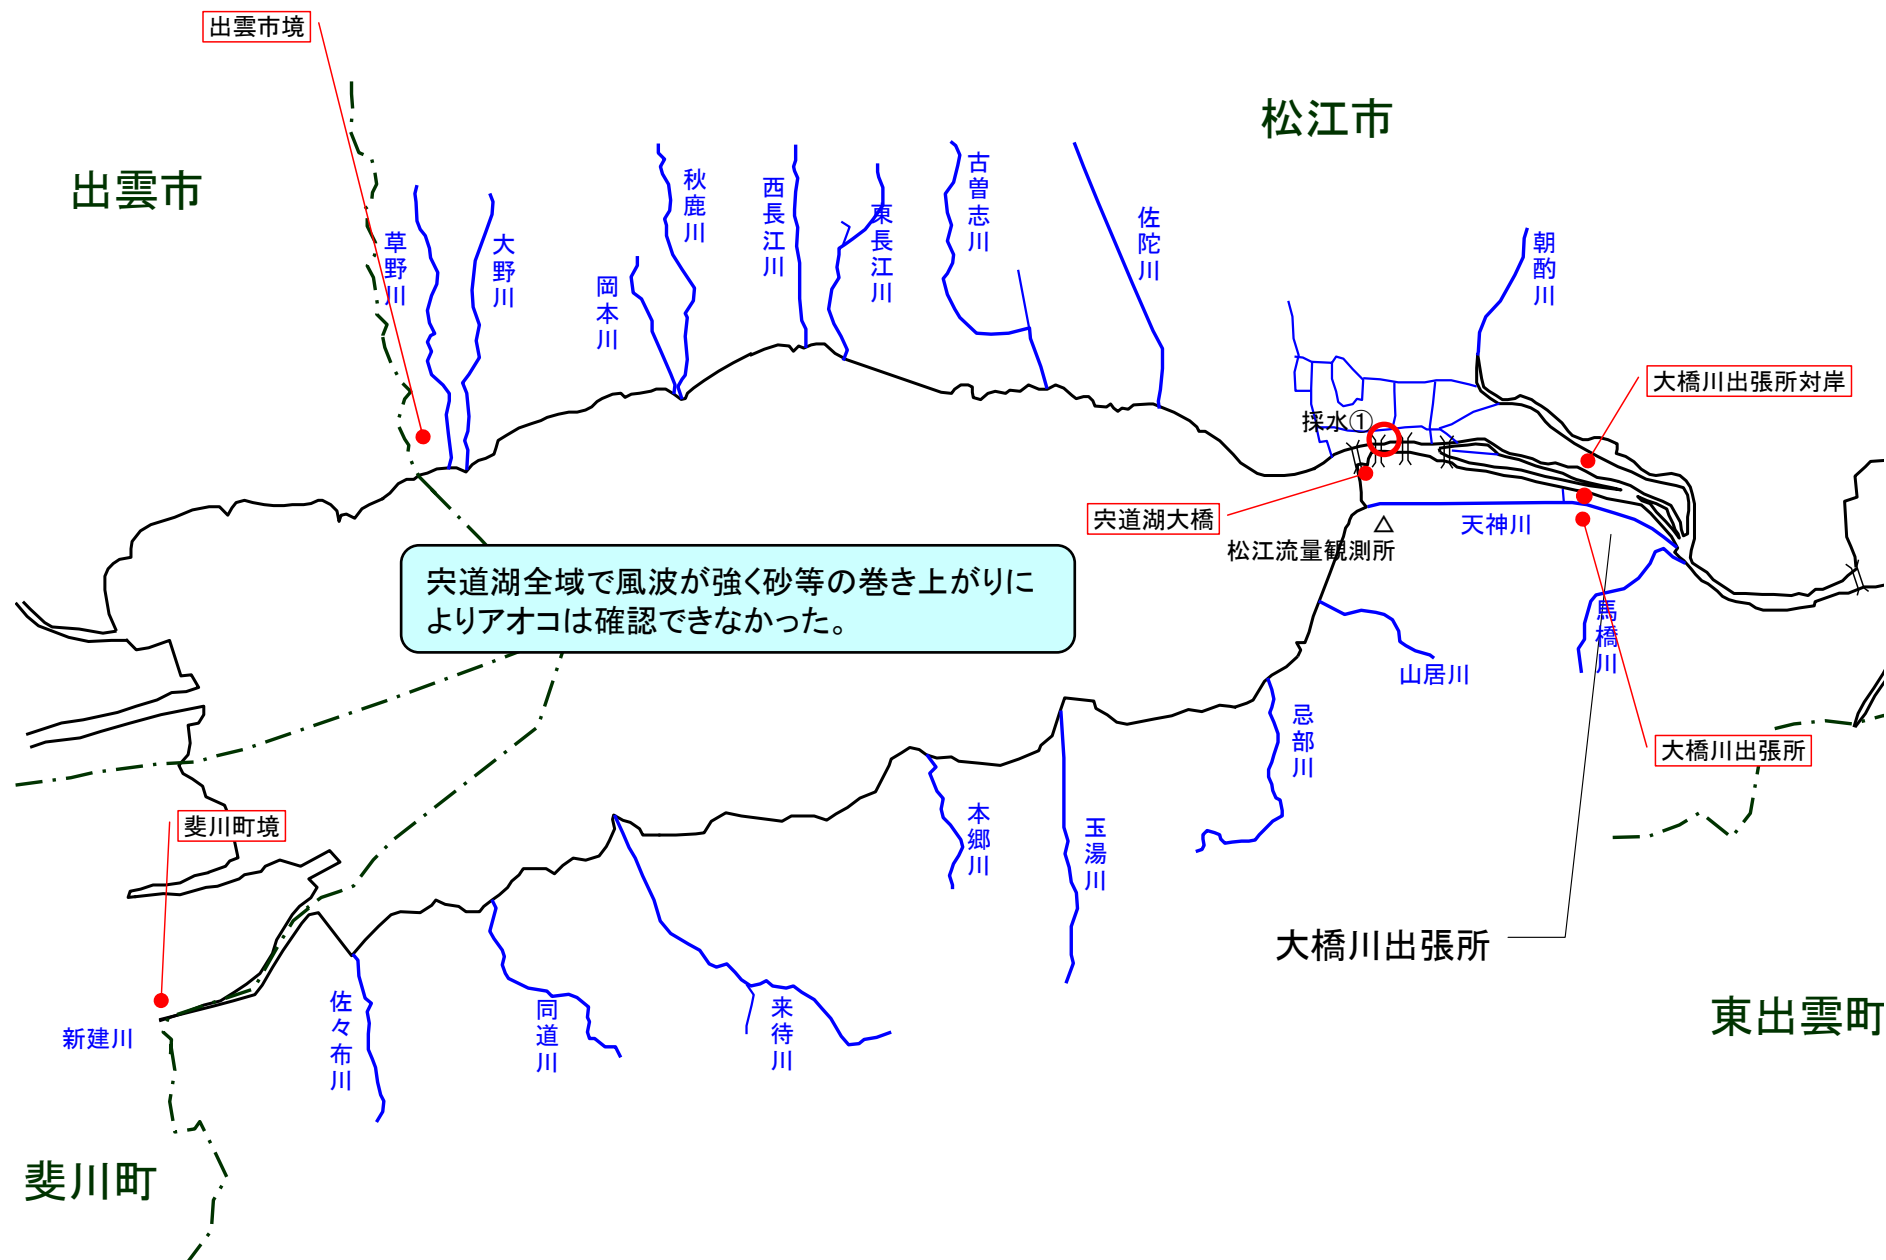 出雲市境
松江市
出雲市
草野川
大野川
岡本川
秋鹿川
西長江川
東長江川
古曽志川
佐陀川
朝酌川
大橋川出張所対岸
採水①
宍道湖大橋
天神川
松江流量観測所
宍道湖全域で風波が強く砂等の巻き上がりに
よりアオコは確認できなかった。
馬橋川
山居川
忌部川
大橋川出張所
斐川町境
本郷川
玉湯川
大橋川出張所
新建川
佐々布川
同道川
来待川
東出雲町
斐川町